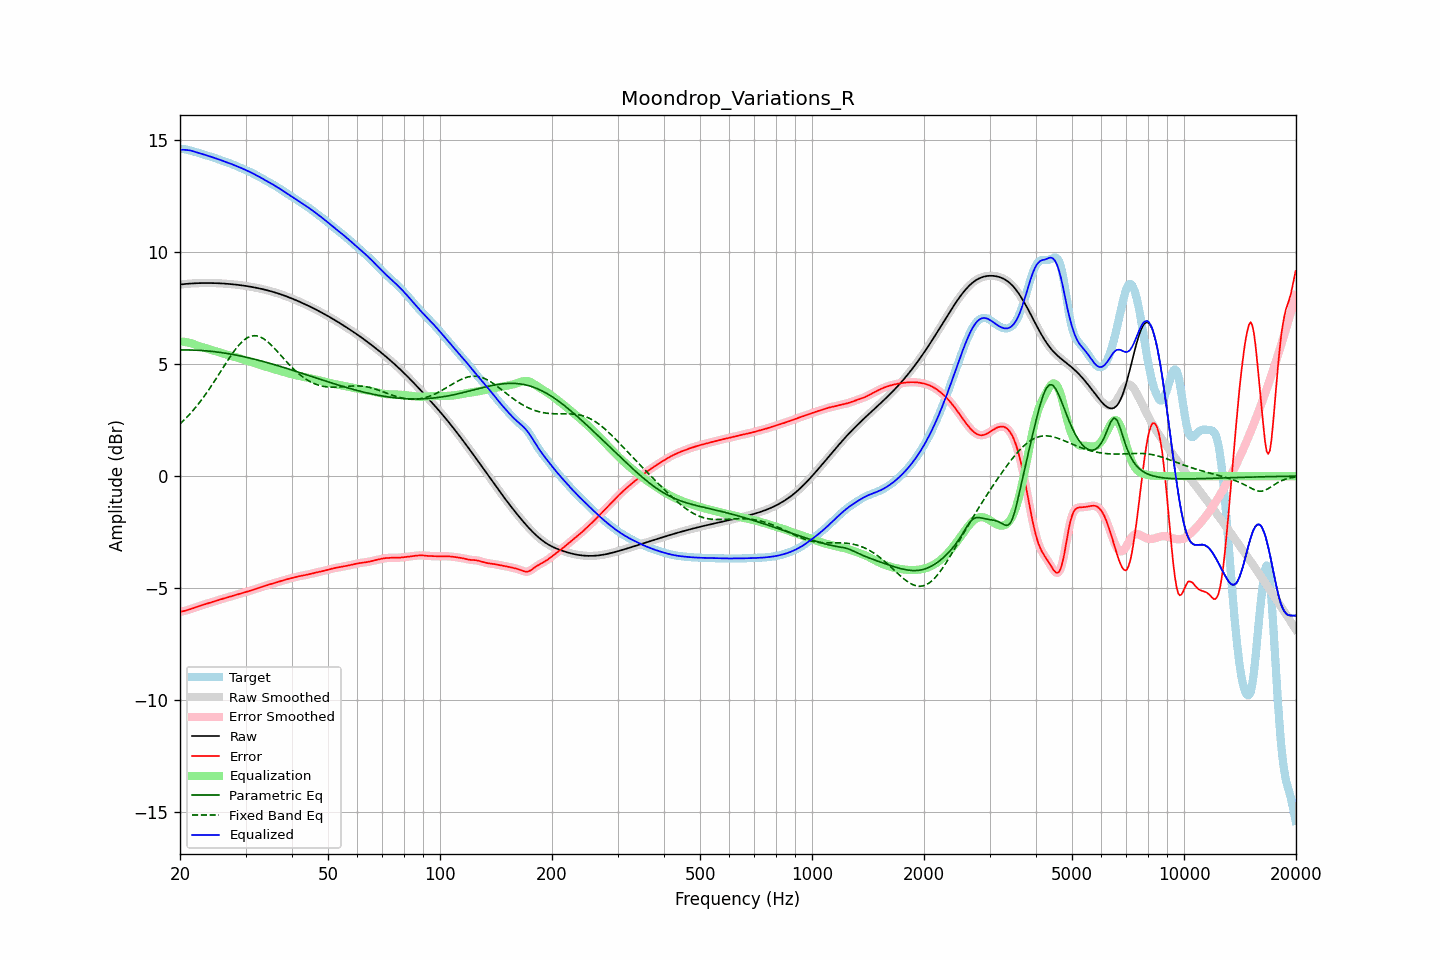 Moondrop_Variations_R
15
10
5
0
−5
−10
−15
Amplitude (dBr)
Target
Raw Smoothed
Error Smoothed
Raw
Error
Equalization
Parametric Eq
Fixed Band Eq
Equalized
20 50 100 200 500 1000 2000 5000 10000 20000
Frequency (Hz)